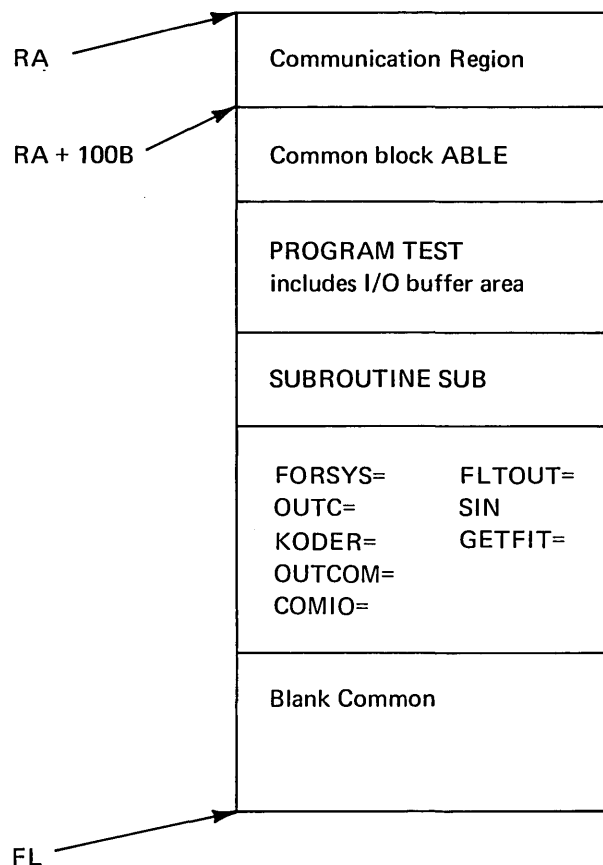 RA
Communication Region
RA + 100B
Common block ABLE
PROGRAM TEST
includes I/O buffer area
SUBROUTINE SUB
FORSYS= FLTOUT=
OUTC= SIN
KODER= GETFIT=
OUTCOM=
COMIO=
Blank Common
FL